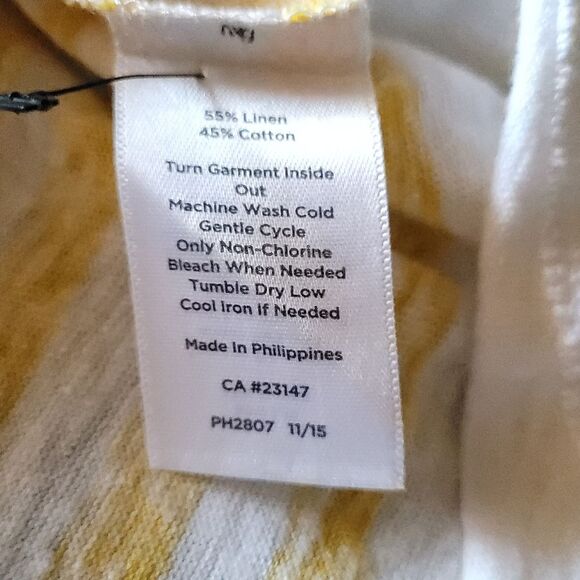 55% Linen
45% Cotton
Turn Garment Inside
Out
Machine Wash Cold
Gentle Cycle
Only Non-Chlorine
Bleach When Needed
Tumble Dry Low
Cool Iron If Needed
Made In Philippines
CA #23147
PH2807 11/15